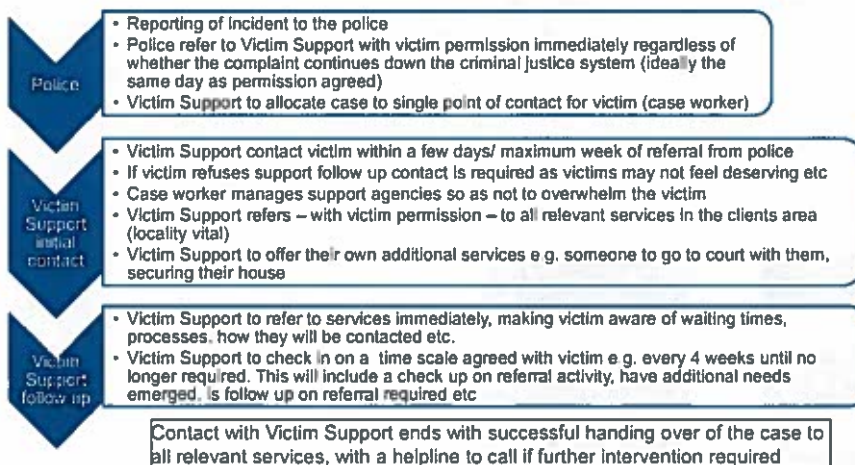 Police
• Reporting of incident to the police
• Police refer to Victim Support with victim permission immediately regardless of
whether the complaint continues down the criminal justice system (ideally the
same day as permission agreed)
• Victim Support to allocate case to single point of contact for victim (case worker)
Victim
Support
initial
contact
• Victim Support contact victim within a few days/ maximum week of referral from police
• If victim refuses support follow up contact is required as victims may not feel deserving etc
• Case worker manages support agencies so as not to overwhelm the victim
• Victim Support refers – with victim permission – to all relevant services in the clients area
(locality vital)
• Victim Support to offer their own additional services e.g. someone to go to court with them,
securing their house
Victim
Support
follow up
• Victim Support to refer to services immediately, making victim aware of waiting times,
processes, how they will be contacted etc.
• Victim Support to check in on a time scale agreed with victim e.g. every 4 weeks until no
longer required. This will include a check up on referral activity, have additional needs
emerged, is follow up on referral required etc
Contact with Victim Support ends with successful handing over of the case to
all relevant services, with a helpline to call if further intervention required